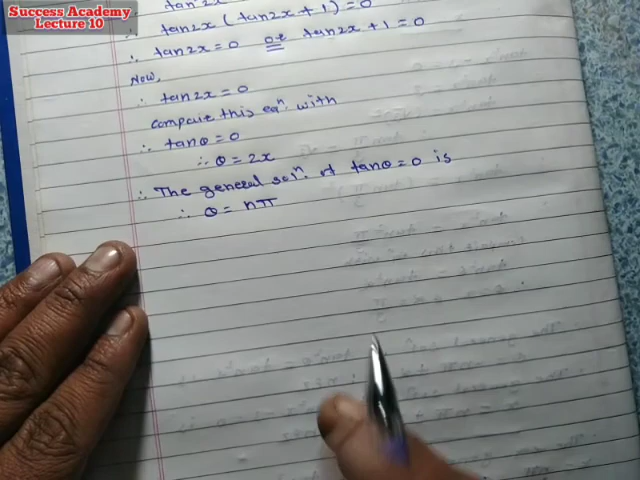 Success Academy
Lecture 10
tan²2x
∴ tan2x (tan2x + 1) = 0
∴ tan2x = 0 or tan2x + 1 = 0
Now,
∴ tan2x = 0
Compare this eqⁿ. with
∴ tanθ = 0
∴ θ = 2x
∴ The general solⁿ. of tanθ = 0 is
∴ θ = nπ